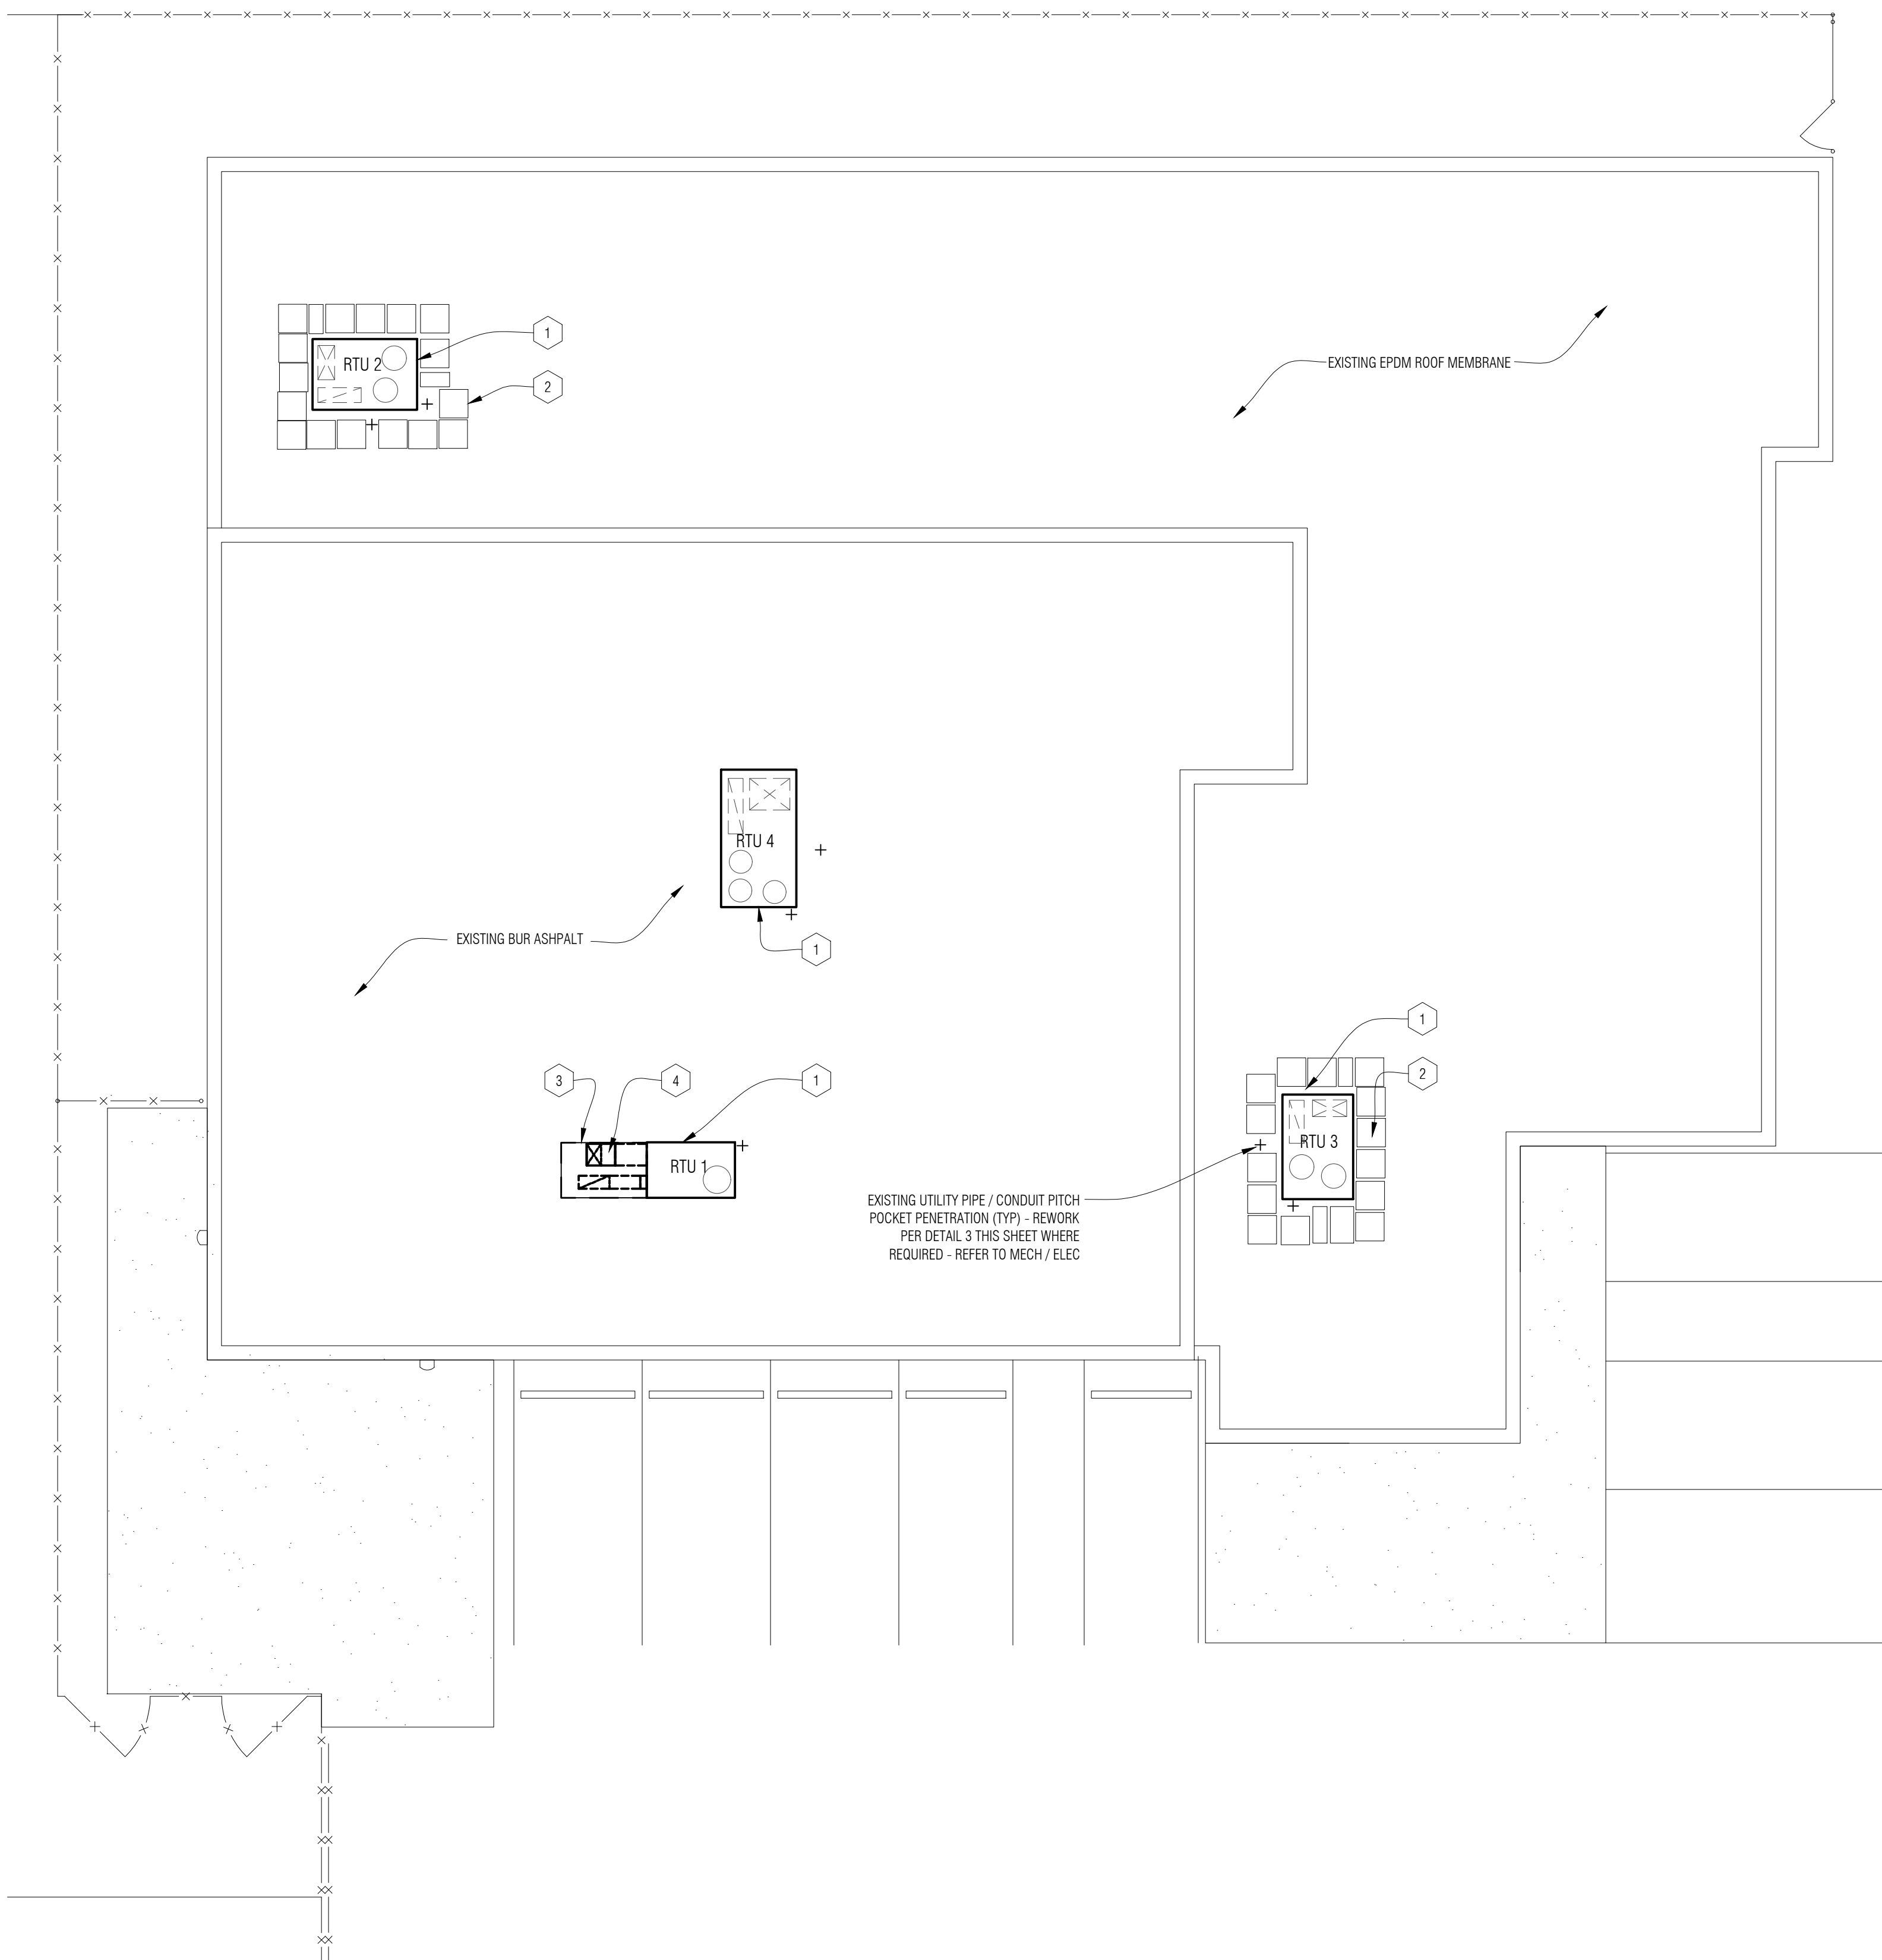 1
RTU 2
2
EXISTING EPDM ROOF MEMBRANE
RTU 4
EXISTING BUR ASHPALT
1
1
3
4
1
2
RTU 3
RTU 1
EXISTING UTILITY PIPE / CONDUIT PITCH
POCKET PENETRATION (TYP) - REWORK
PER DETAIL 3 THIS SHEET WHERE
REQUIRED - REFER TO MECH / ELEC